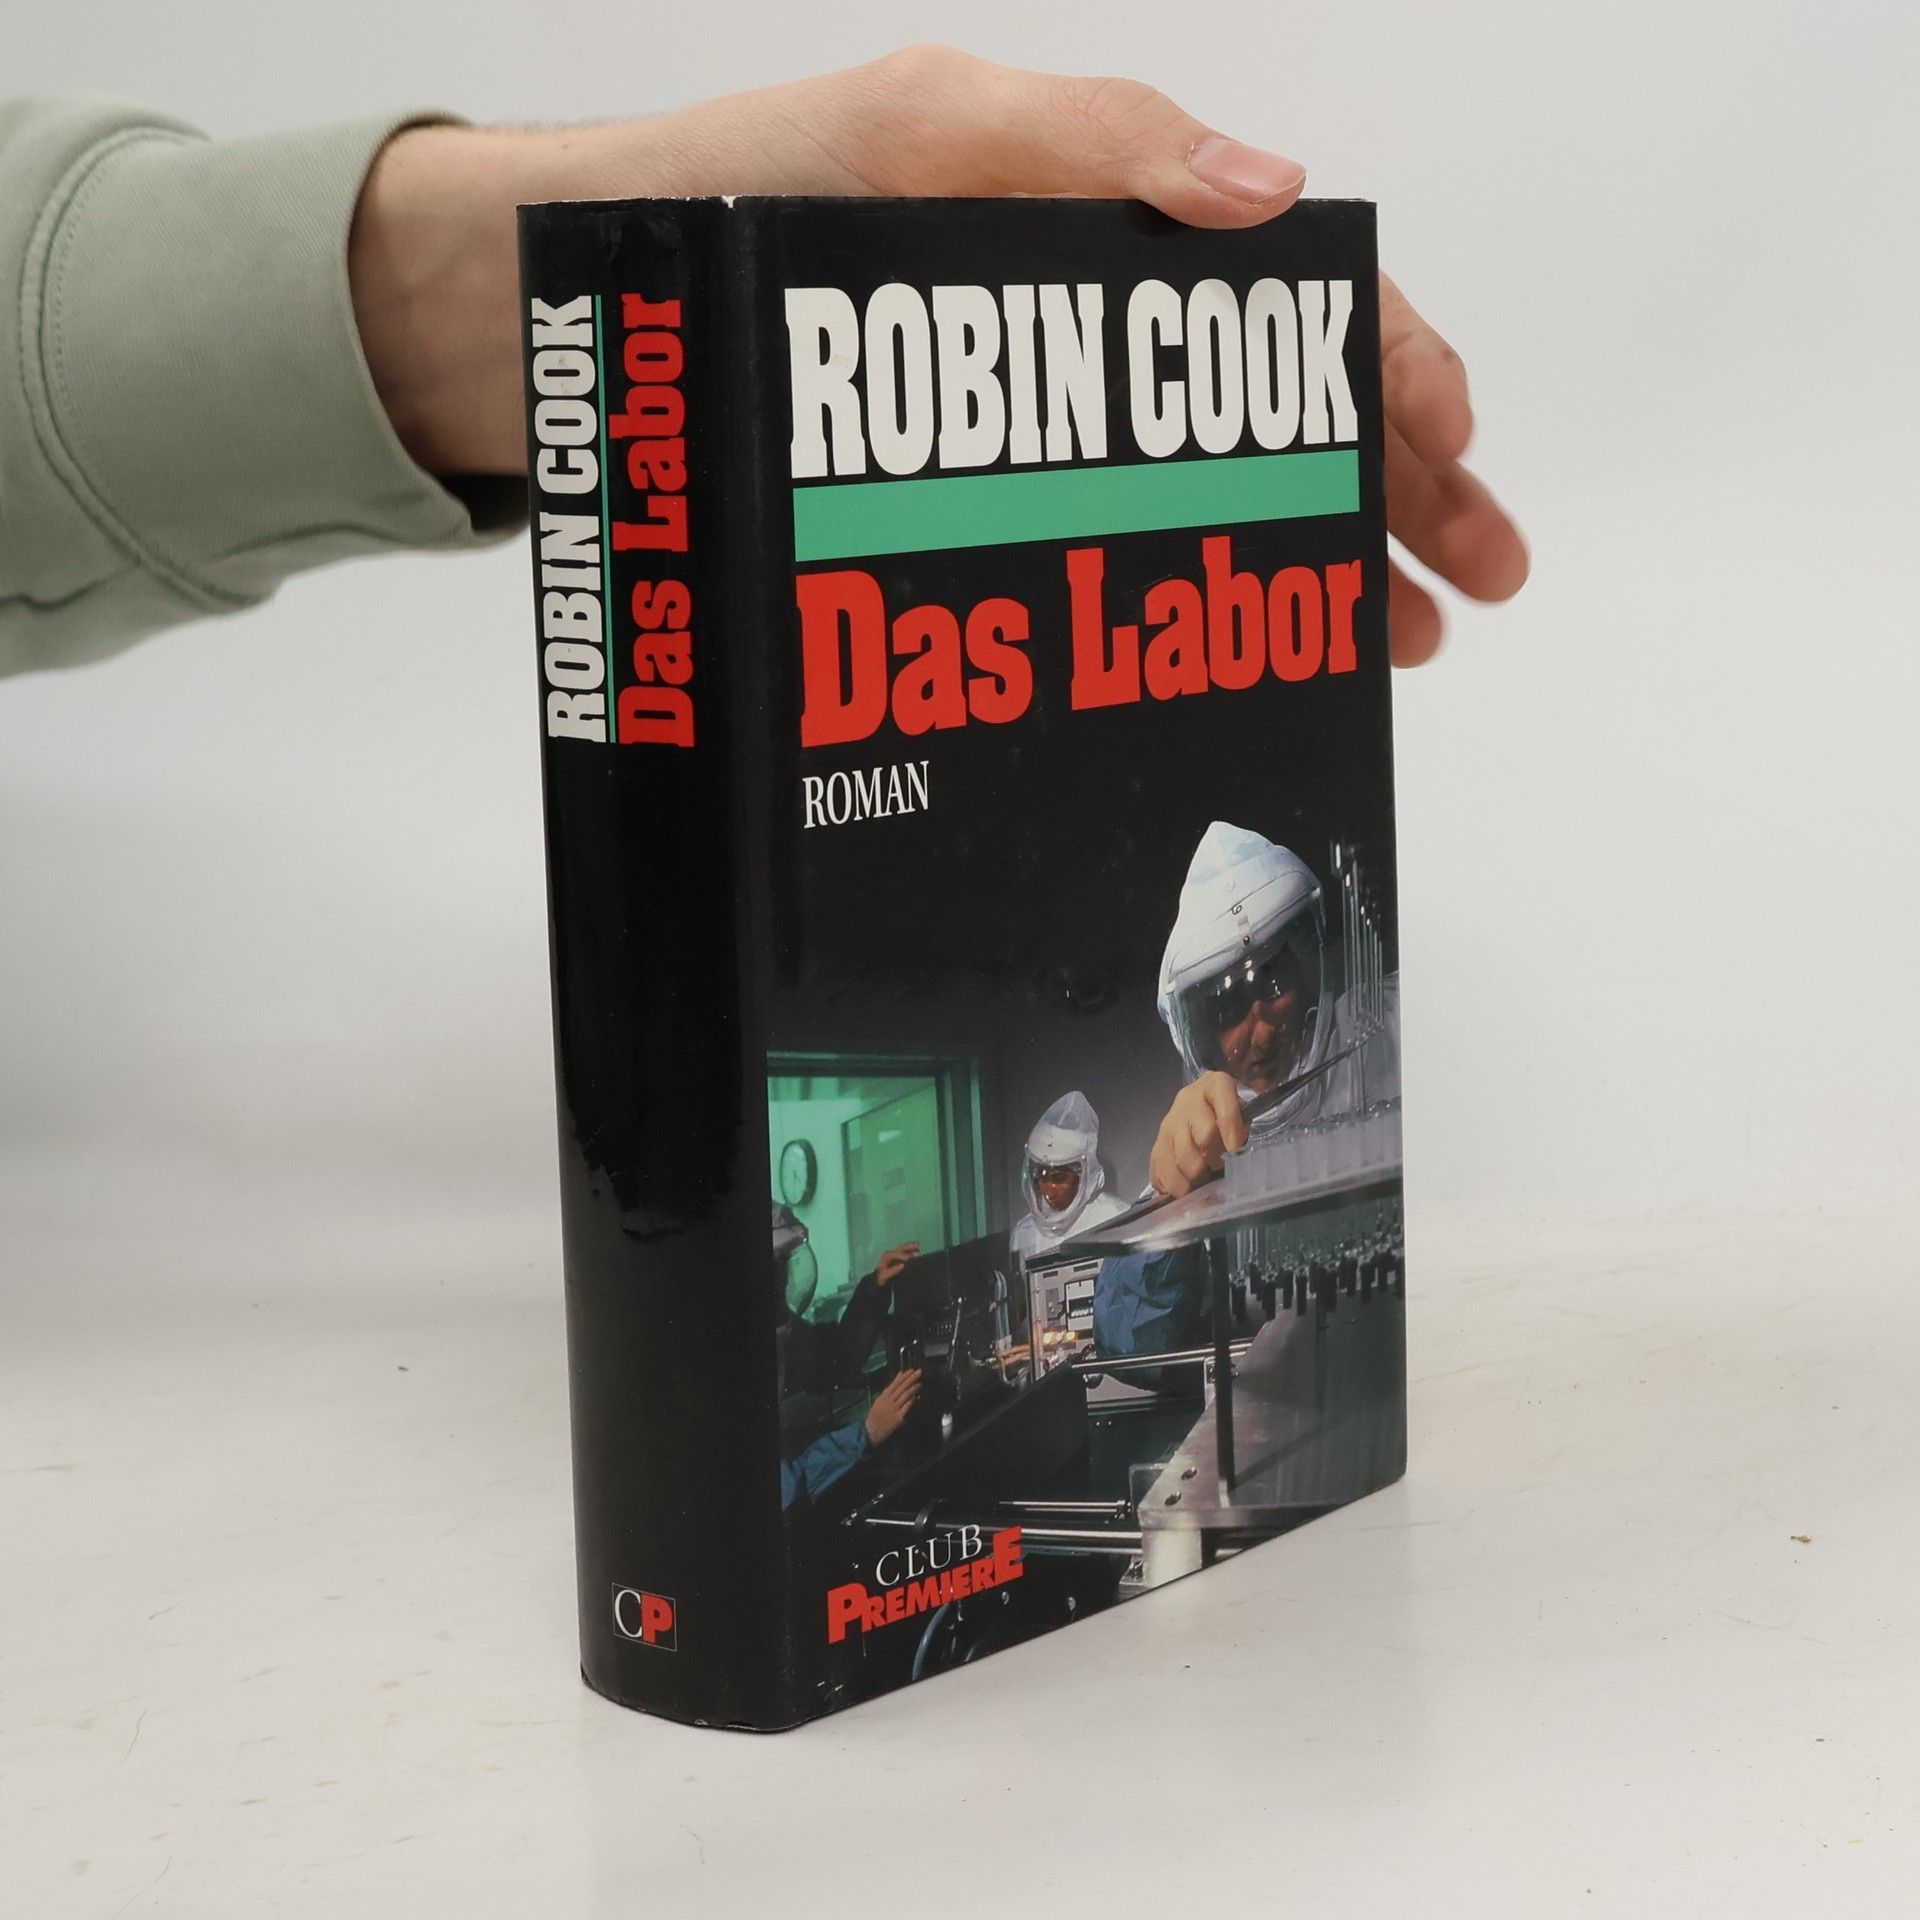 ROBIN COOK
Das Labor
CP
ROBIN COOK
Das Labor
ROMAN
CLUB
PREMIERE